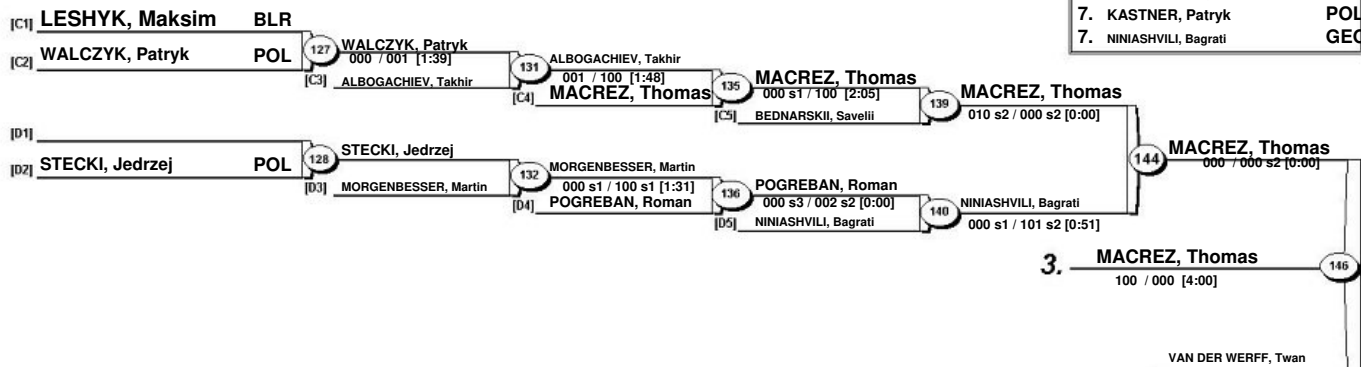 7. KASTNER, Patryk POL
7. NINIASHVILI, Bagrati GEO
[C1] LESHYK, Maksim BLR
[C2] WALCZYK, Patryk POL
127
WALCZYK, Patryk
000 / 001 [1:39]
[C3] ALBOGACHIEV, Takhir
131
ALBOGACHIEV, Takhir
001 / 100 [1:48]
[C4] MACREZ, Thomas
135
MACREZ, Thomas
000 s1 / 100 [2:05]
[C5] BEDNARSKII, Savelii
139
MACREZ, Thomas
010 s2 / 000 s2 [0:00]
[D1]
[D2] STECKI, Jedrzej POL
128
STECKI, Jedrzej
[D3] MORGENBESSER, Martin
132
MORGENBESSER, Martin
000 s1 / 100 s1 [1:31]
[D4] POGREBAN, Roman
136
POGREBAN, Roman
000 s3 / 002 s2 [0:00]
[D5] NINIASHVILI, Bagrati
140
NINIASHVILI, Bagrati
000 s1 / 101 s2 [0:51]
144
MACREZ, Thomas
000 / 000 s2 [0:00]
3. MACREZ, Thomas
100 / 000 [4:00]
146
VAN DER WERFF, Twan